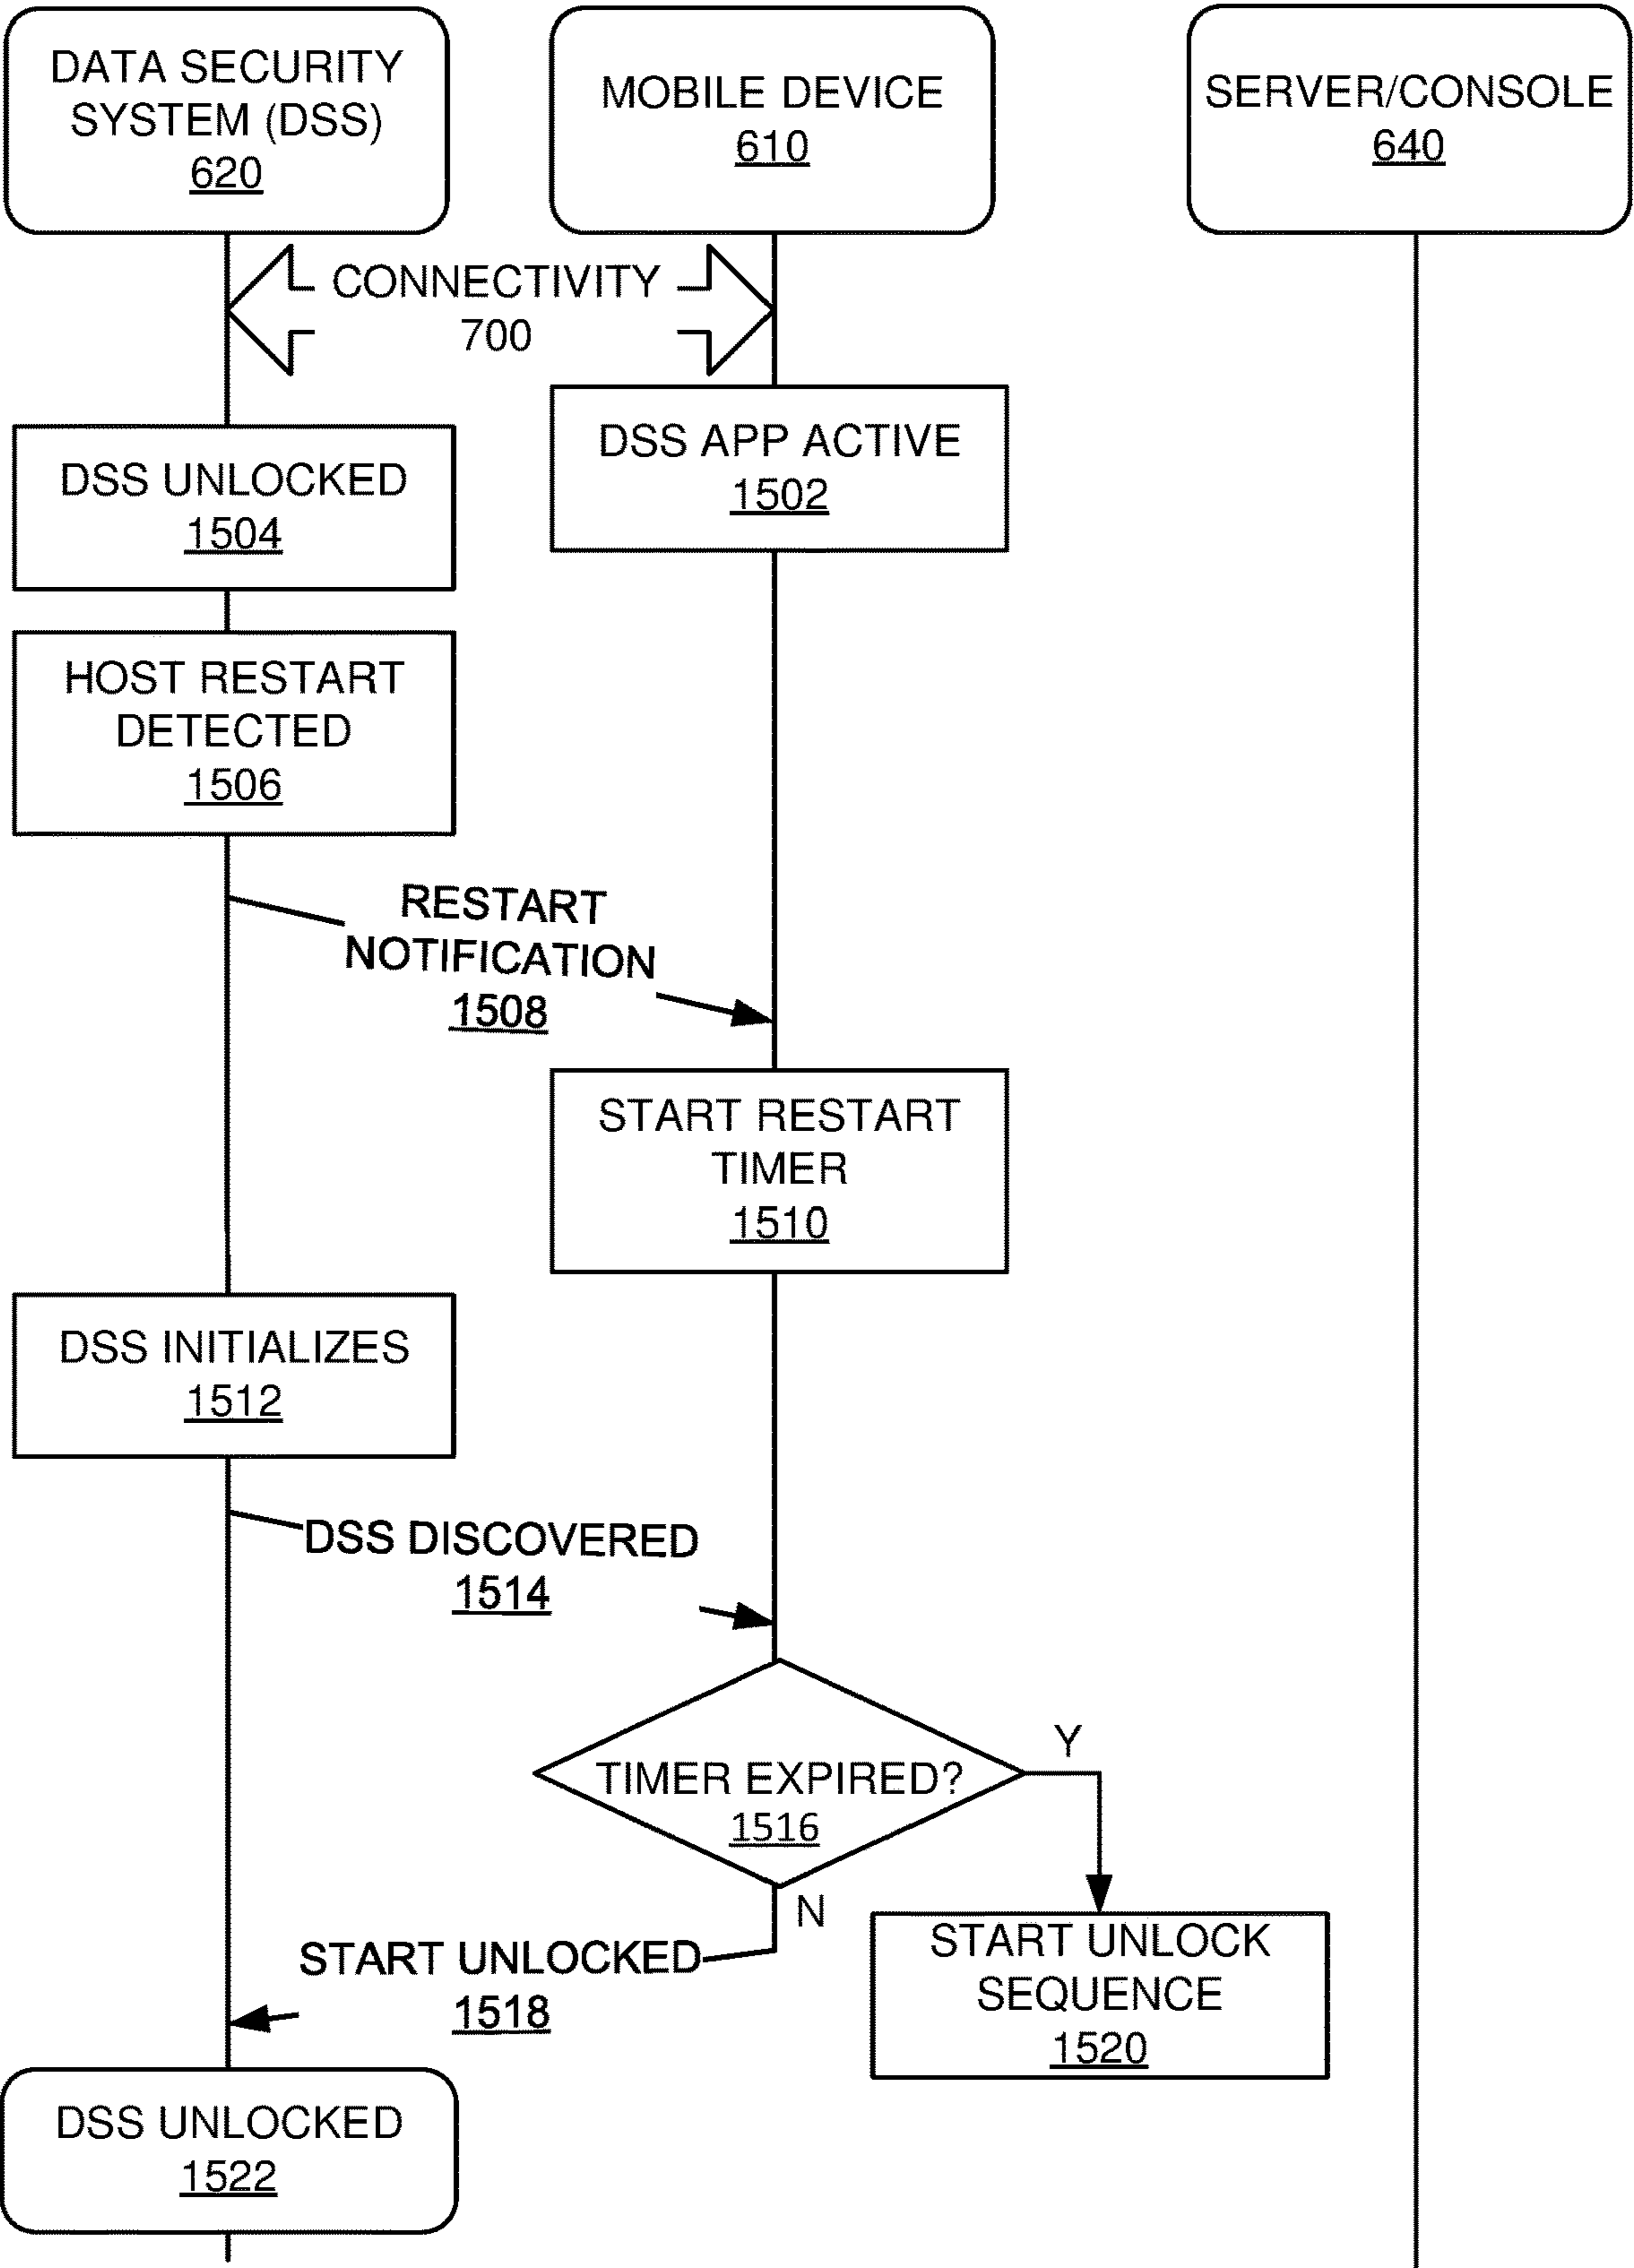 DATA SECURITY
SYSTEM (DSS)
620
MOBILE DEVICE
610
SERVER/CONSOLE
640
CONNECTIVITY
700
DSS APP ACTIVE
1502
DSS UNLOCKED
1504
HOST RESTART
DETECTED
1506
RESTART
NOTIFICATION
1508
START RESTART
TIMER
1510
DSS INITIALIZES
1512
DSS DISCOVERED
1514
TIMER EXPIRED?
1516
Y
N
START UNLOCKED
1518
START UNLOCK
SEQUENCE
1520
DSS UNLOCKED
1522